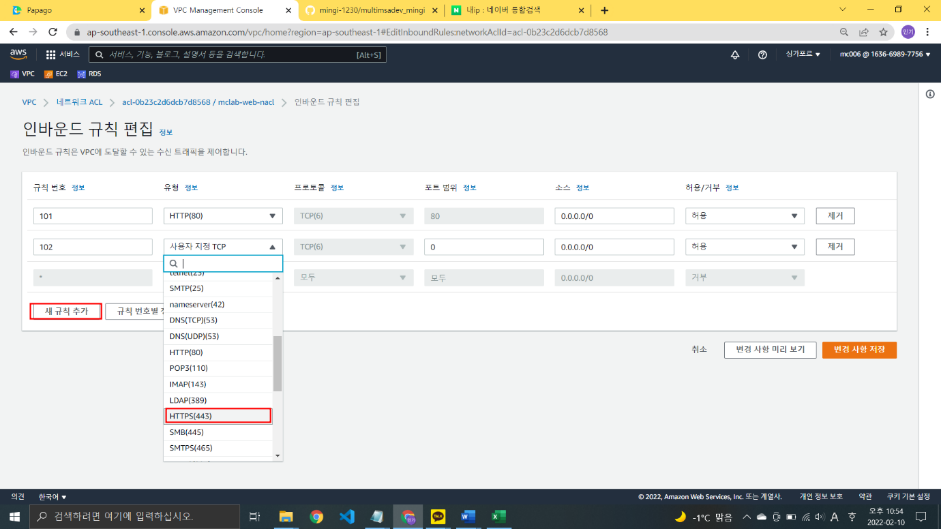 Papago
VPC Management Console
mingi-1230/multimsadev_mingi
내ip : 네이버 통합검색
ap-southeast-1.console.aws.amazon.com/vpc/home?region=ap-southeast-1#EditInboundRules:networkAclId=acl-0b23c2d6dcb7d8568
민기
aws
서비스
서비스, 기능, 블로그, 설명서 등을 검색합니다.
[Alt+S]
싱가포르
mc006 @ 1636-6989-7756
VPC
EC2
RDS
VPC
네트워크 ACL
acl-0b23c2d6dcb7d8568 / mclab-web-nacl
인바운드 규칙 편집
인바운드 규칙 편집 정보
인바운드 규칙은 VPC에 도달할 수 있는 수신 트래픽을 제어합니다.
규칙 번호 정보 유형 정보 프로토콜 정보 포트 범위 정보 소스 정보 허용/거부 정보
101 HTTP(80) TCP(6) 80 0.0.0.0/0 허용 제거
102 사용자 지정 TCP TCP(6) 0 0.0.0.0/0 허용 제거
* 모두 모두 0.0.0.0/0 거부
telnet(23)
SMTP(25)
nameserver(42)
DNS(TCP)(53)
DNS(UDP)(53)
HTTP(80)
POP3(110)
IMAP(143)
LDAP(389)
HTTPS(443)
SMB(445)
SMTPS(465)
새 규칙 추가
규칙 번호별
취소
변경 사항 미리 보기
변경 사항 저장
의견
한국어
© 2022, Amazon Web Services, Inc. 또는 계열사.
개인 정보 보호
약관
쿠키 기본 설정
검색하려면 여기에 입력하십시오.
-1°C 맑음
A
오후 10:54
2022-02-10